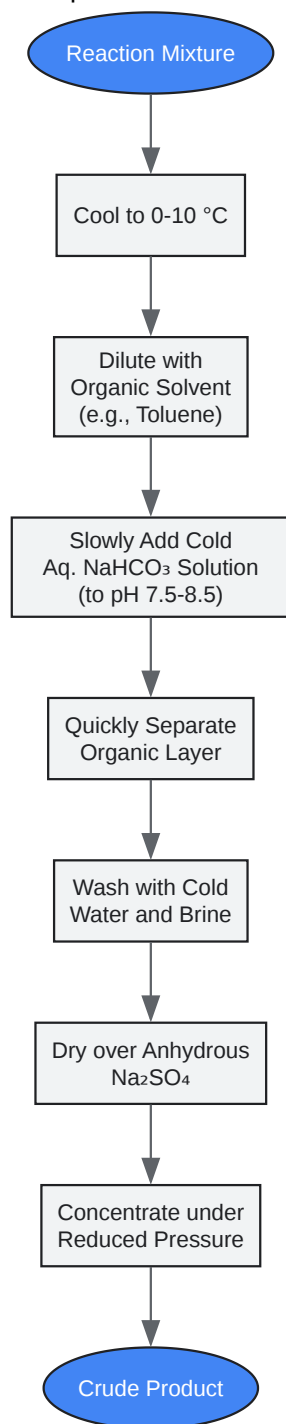 Reaction Mixture
Cool to 0-10 °C
Dilute with
Organic Solvent
(e.g., Toluene)
Slowly Add Cold
Aq. NaHCO₃ Solution
(to pH 7.5-8.5)
Quickly Separate
Organic Layer
Wash with Cold
Water and Brine
Dry over Anhydrous
Na₂SO₄
Concentrate under
Reduced Pressure
Crude Product